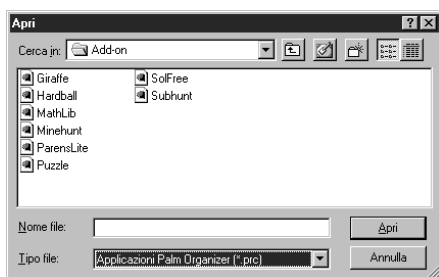 Apri
Cerca in: Add-on
Giraffe
Hardball
MathLib
Minehunt
ParensLite
Puzzle
SolFree
Subhunt
Nome file:
Apri
Tipo file: Applicazioni Palm Organizer (*.prc)
Annulla